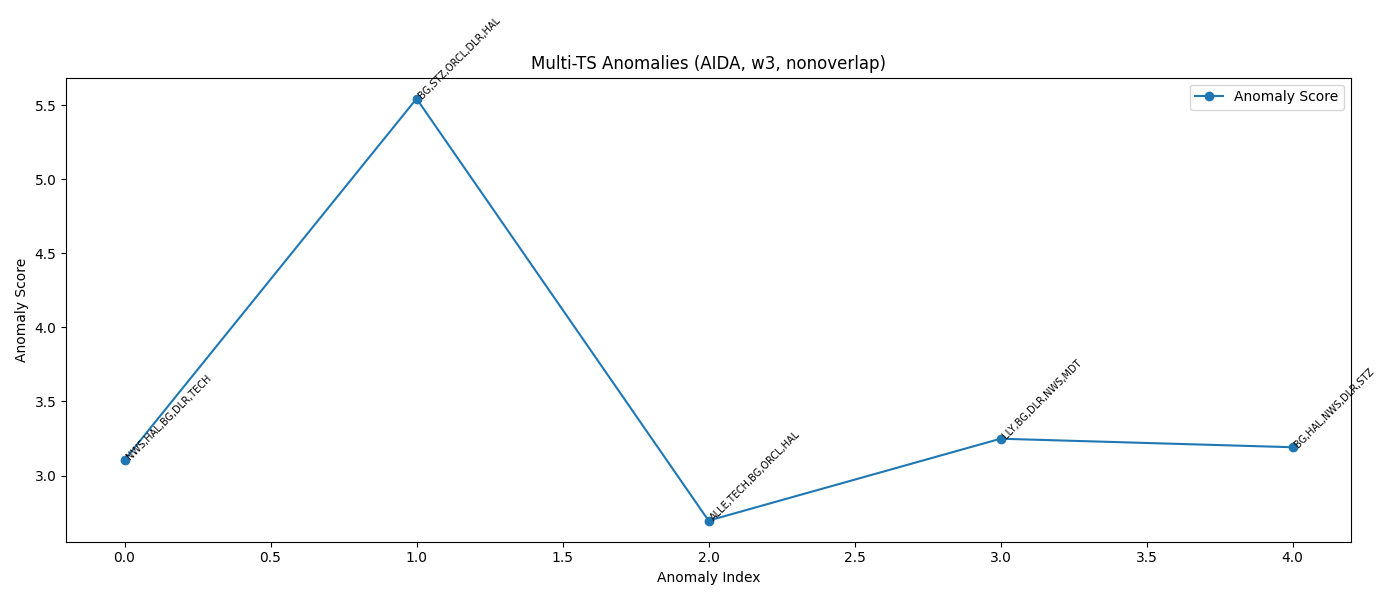 Multi-TS Anomalies (AIDA, w3, nonoverlap)
Anomaly Score
Anomaly Score
5.5
5.0
4.5
4.0
3.5
3.0
NWS,HAL,BG,DLR,TECH
BG,STZ,ORCL,DLR,HAL
ALLE,TECH,BG,ORCL,HAL
LLY,BG,DLR,NWS,MDT
BG,HAL,NWS,DLR,STZ
0.0 0.5 1.0 1.5 2.0 2.5 3.0 3.5 4.0
Anomaly Index